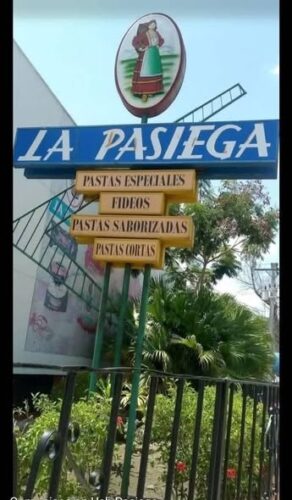 LA PASIEGA
PASTAS ESPECIALES
FIDEOS
PASTAS SABORIZADAS
PASTAS CORTAS